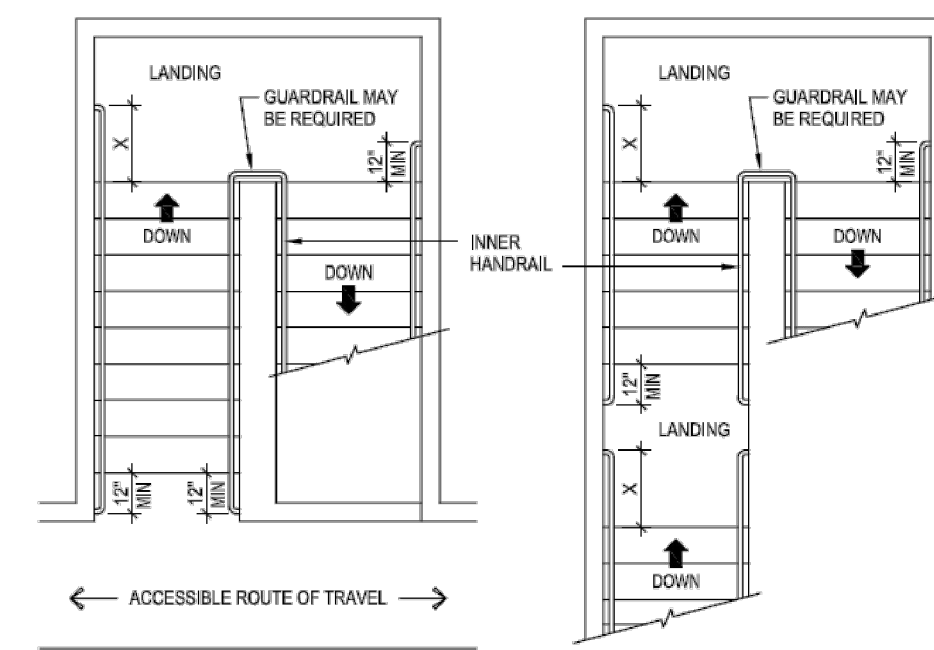 LANDING
GUARDRAIL MAY
BE REQUIRED
X
12"
MIN
DOWN
DOWN
12"
MIN
12"
MIN
INNER
HANDRAIL
LANDING
GUARDRAIL MAY
BE REQUIRED
X
12"
MIN
DOWN
DOWN
12"
MIN
LANDING
X
DOWN
ACCESSIBLE ROUTE OF TRAVEL